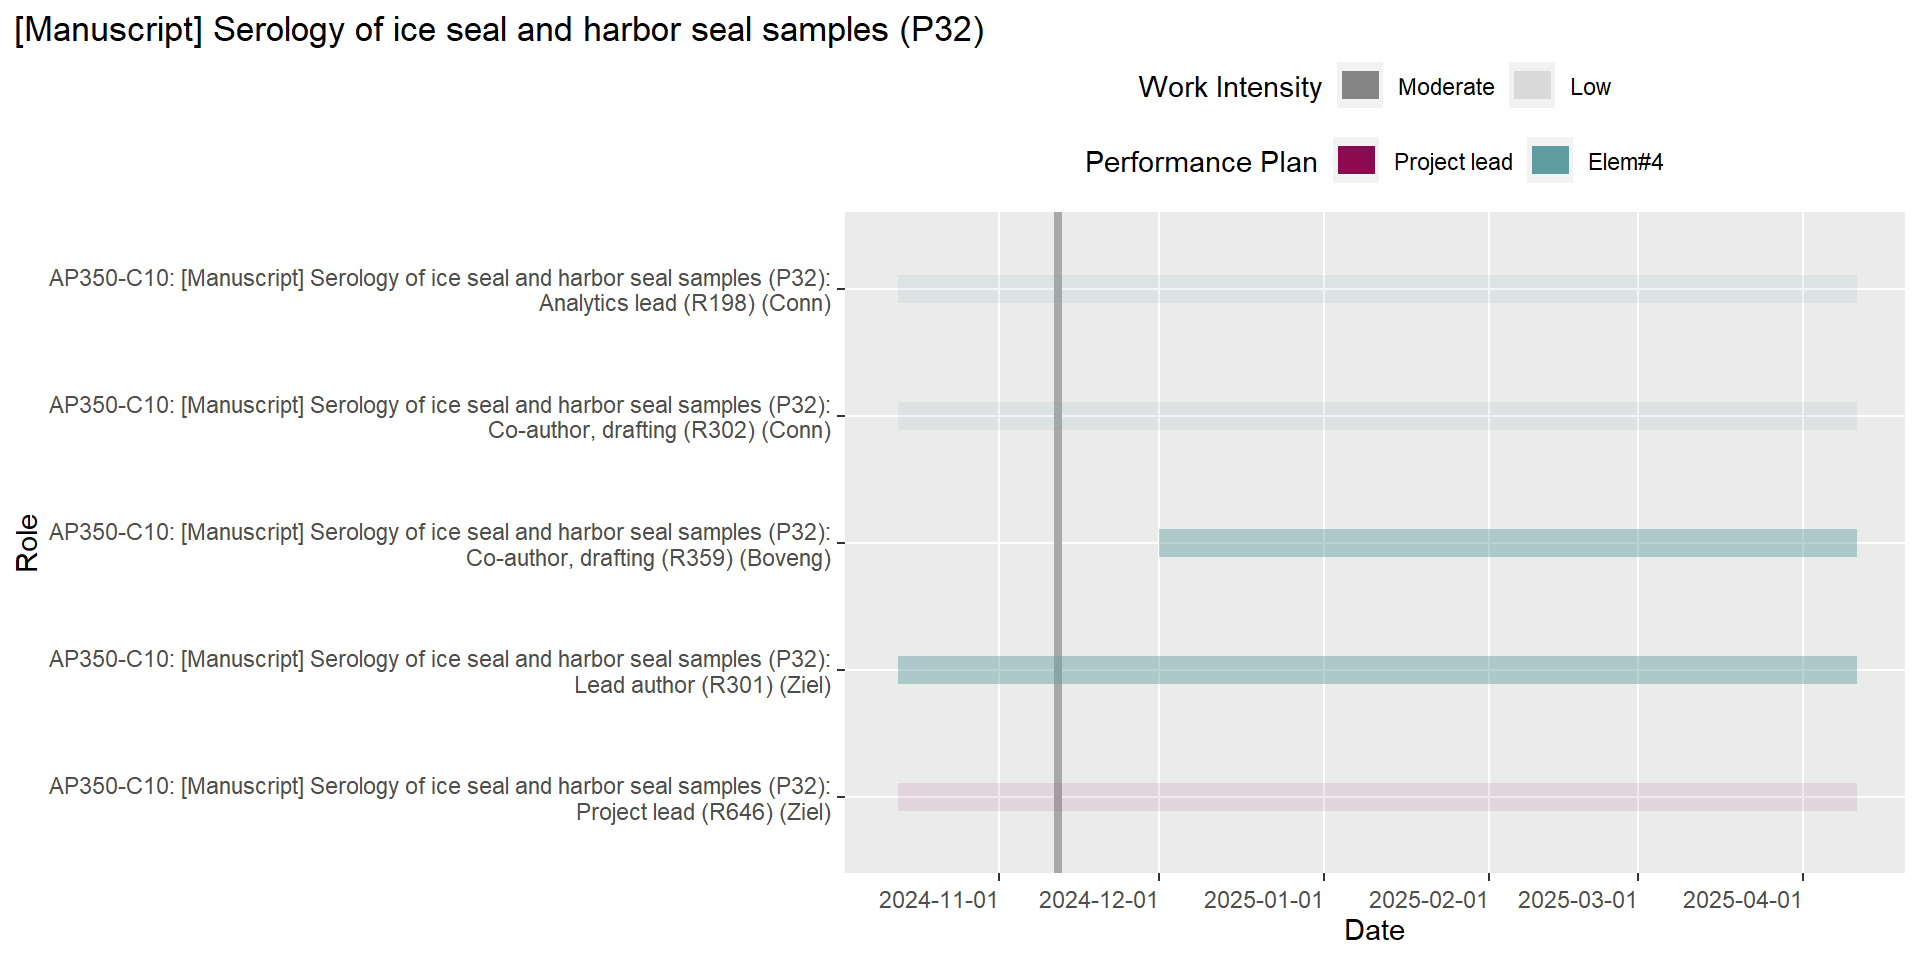 [Manuscript] Serology of ice seal and harbor seal samples (P32)
Work Intensity Moderate Low
Performance Plan Project lead Elem#4
AP350-C10: [Manuscript] Serology of ice seal and harbor seal samples (P32):
Analytics lead (R198) (Conn)
AP350-C10: [Manuscript] Serology of ice seal and harbor seal samples (P32):
Co-author, drafting (R302) (Conn)
AP350-C10: [Manuscript] Serology of ice seal and harbor seal samples (P32):
Co-author, drafting (R359) (Boveng)
AP350-C10: [Manuscript] Serology of ice seal and harbor seal samples (P32):
Lead author (R301) (Ziel)
AP350-C10: [Manuscript] Serology of ice seal and harbor seal samples (P32):
Project lead (R646) (Ziel)
Role
2024-11-01 2024-12-01 2025-01-01 2025-02-01 2025-03-01 2025-04-01
Date